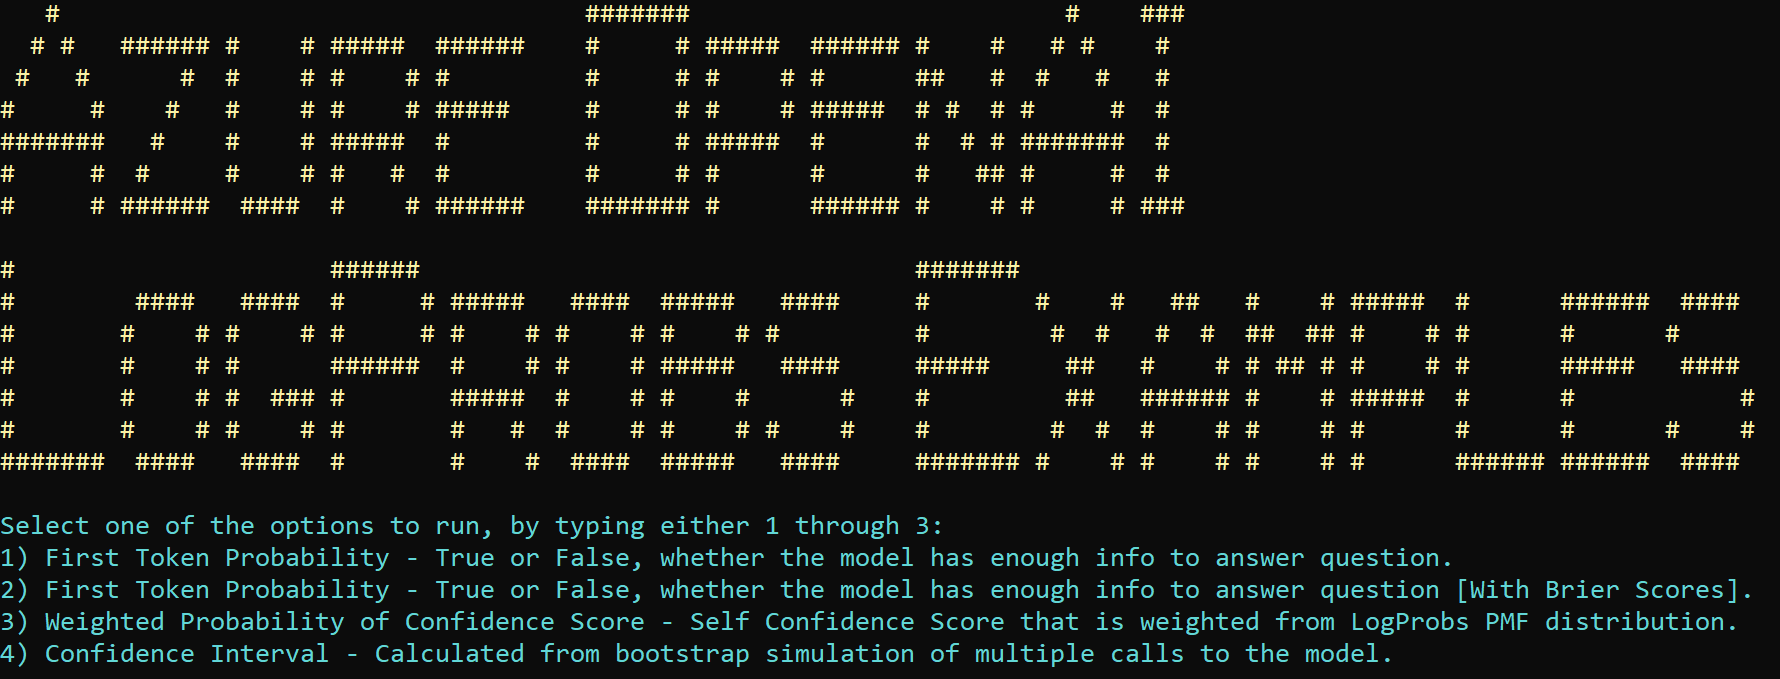 Azure OpenAI
LogProbs Examples
Select one of the options to run, by typing either 1 through 3:
1) First Token Probability - True or False, whether the model has enough info to answer question.
2) First Token Probability - True or False, whether the model has enough info to answer question [With Brier Scores].
3) Weighted Probability of Confidence Score - Self Confidence Score that is weighted from LogProbs PMF distribution.
4) Confidence Interval - Calculated from bootstrap simulation of multiple calls to the model.